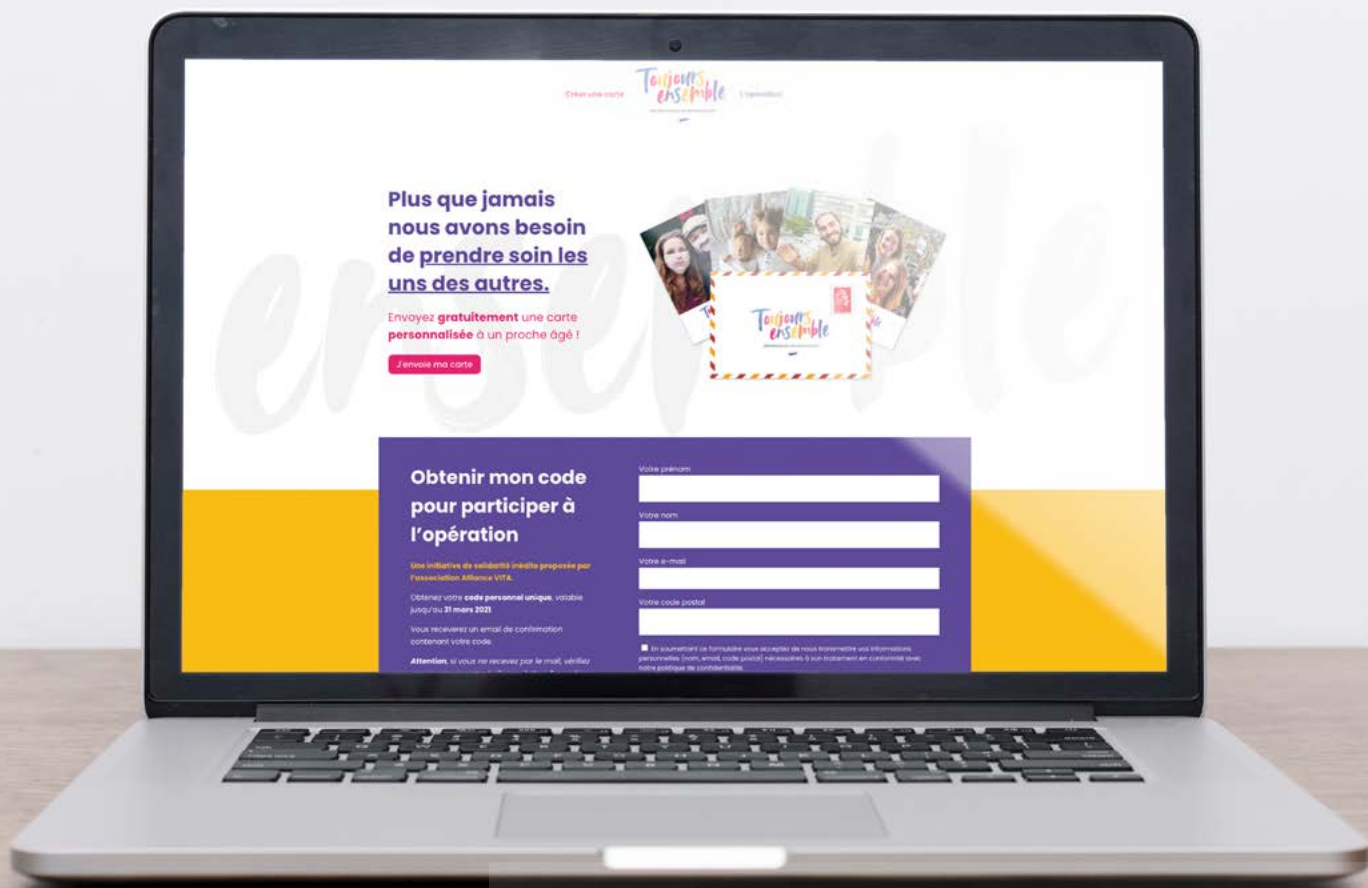 Créer une carte
Toujours
ensemble
L'opération
Plus que jamais
nous avons besoin
de prendre soin les
uns des autres.
Envoyez gratuitement une carte
personnalisée à un proche âgé !
J'envoie ma carte
Toujours
ensemble
ensemble
Obtenir mon code
pour participer à
l'opération
Une initiative de solidarité inédite proposée par
l'association Alliance VITA.
Obtenez votre code personnel unique, valable
jusqu'au 31 mars 2021
Vous receverez un email de confirmation
contenant votre code.
Attention, si vous ne recevez par le mail, vérifiez
Votre prénom
Votre nom
Votre e-mail
Votre code postal
En soumettant ce formulaire vous acceptez de nous transmettre vos informations
personnelles (nom, email, code postal) nécessaires à son traitement en conformité avec
notre politique de confidentialité.